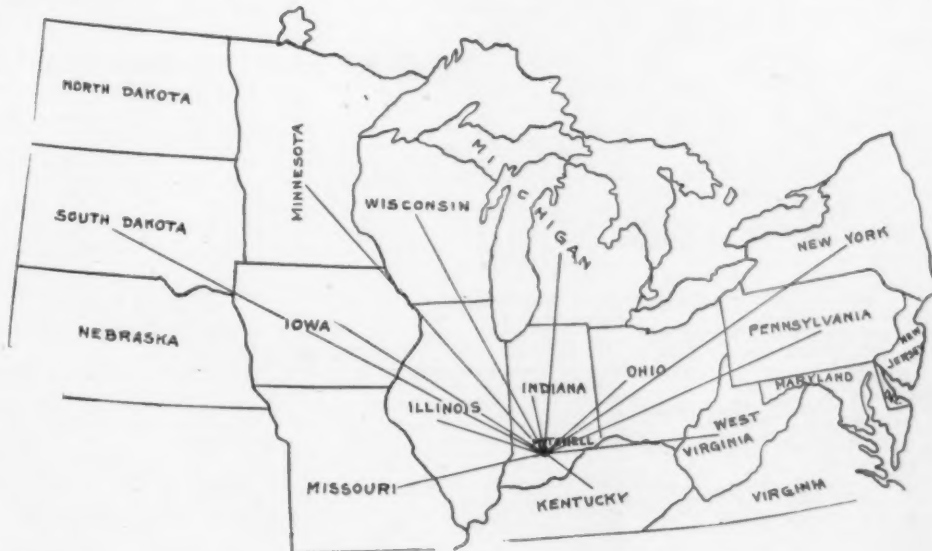 NORTH DAKOTA
MINNESOTA
MICHIGAN
SOUTH DAKOTA
WISCONSIN
NEW YORK
NEBRASKA
IOWA
PENNSYLVANIA
NEW
JERSEY
OHIO
INDIANA
MARYLAND
ILLINOIS
WEST
VIRGINIA
MISSOURI
KENTUCKY
VIRGINIA